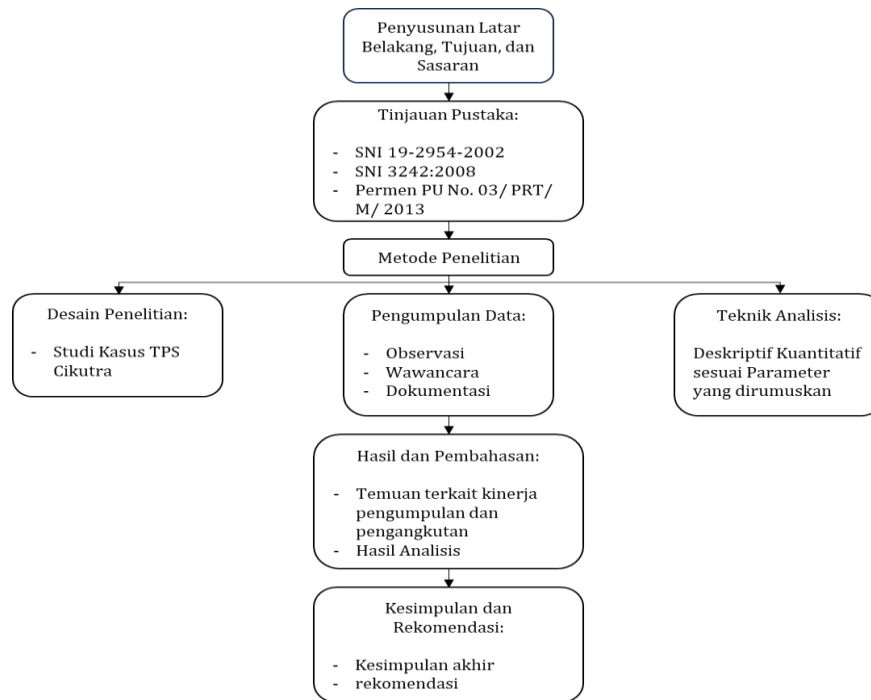 Penyusunan Latar
Belakang, Tujuan, dan
Sasaran
Tinjauan Pustaka:
- SNI 19-2954-2002
- SNI 3242:2008
- Permen PU No. 03/ PRT/
M/ 2013
Metode Penelitian
Desain Penelitian:
- Studi Kasus TPS
Cikutra
Pengumpulan Data:
- Observasi
- Wawancara
- Dokumentasi
Teknik Analisis:
Deskriptif Kuantitatif
sesuai Parameter
yang dirumuskan
Hasil dan Pembahasan:
- Temuan terkait kinerja
pengumpulan dan
pengangkutan
- Hasil Analisis
Kesimpulan dan
Rekomendasi:
- Kesimpulan akhir
- rekomendasi